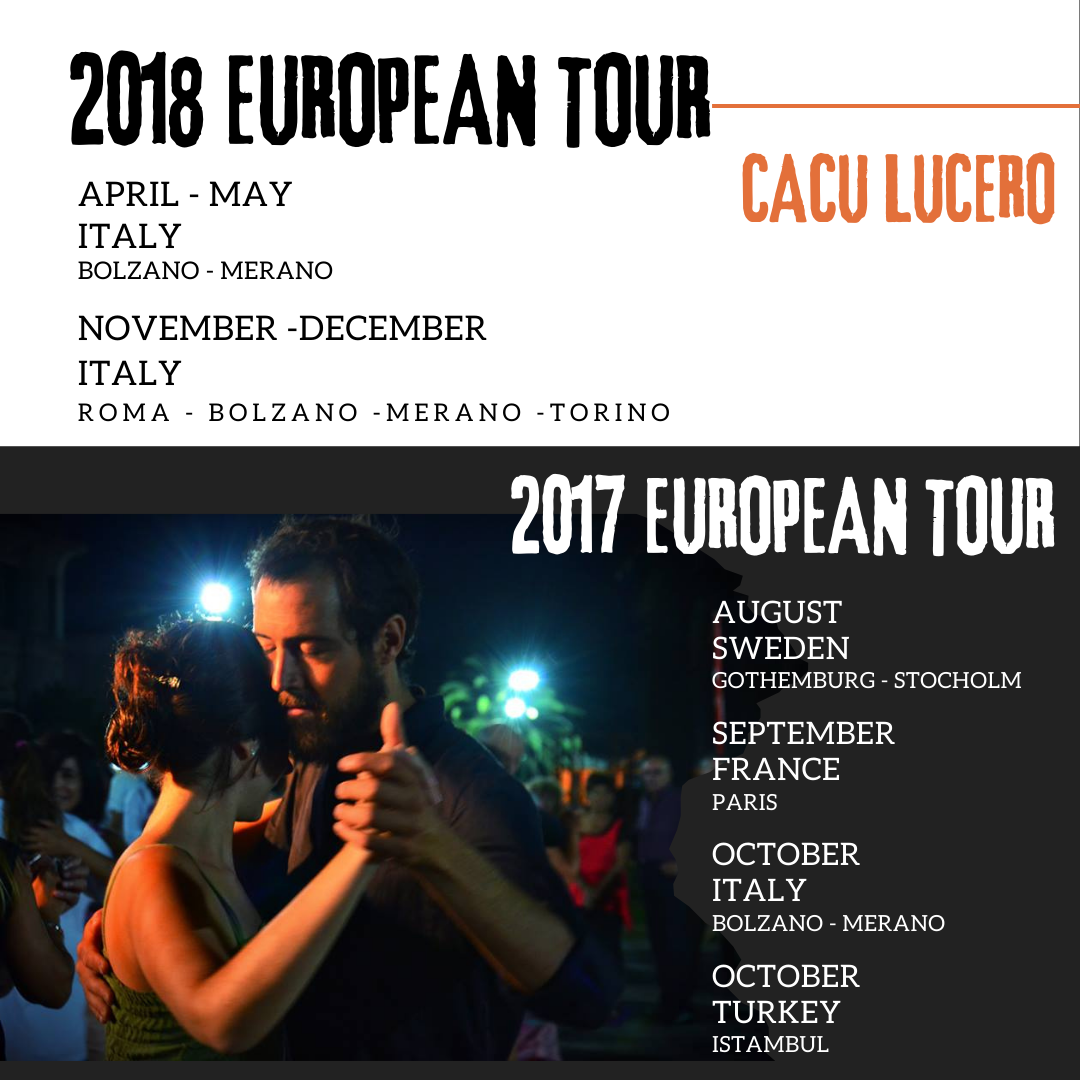 2018 EUROPEAN TOUR
CACU LUCERO
APRIL - MAY
ITALY
BOLZANO - MERANO
NOVEMBER -DECEMBER
ITALY
ROMA - BOLZANO -MERANO -TORINO
2017 EUROPEAN TOUR
AUGUST
SWEDEN
GOTHEMBURG - STOCHOLM
SEPTEMBER
FRANCE
PARIS
OCTOBER
ITALY
BOLZANO - MERANO
OCTOBER
TURKEY
ISTAMBUL